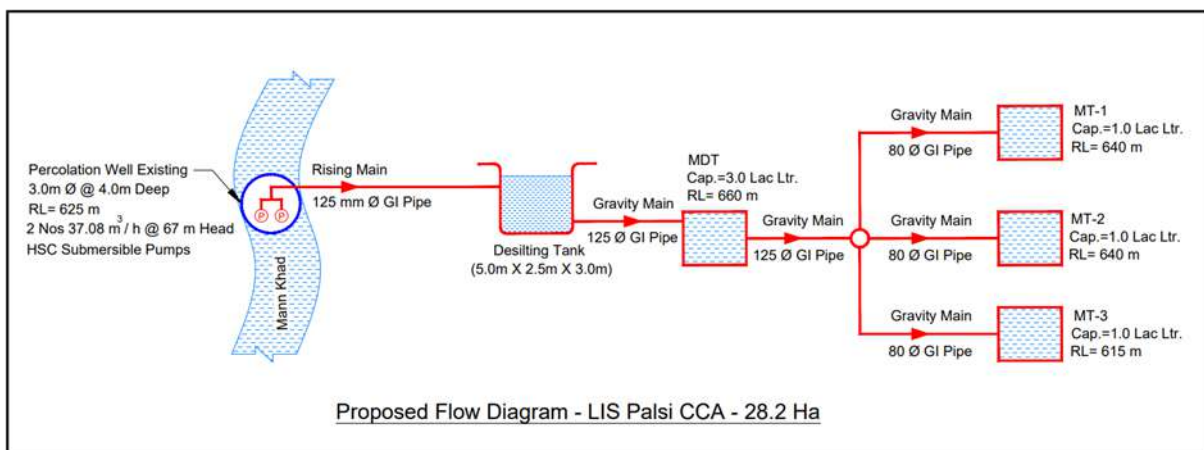 Percolation Well Existing
3.0m Ø @ 4.0m Deep
RL= 625 m
2 Nos 37.08 m³/ h @ 67 m Head
HSC Submersible Pumps
P P
Mann Khad
Rising Main
125 mm Ø GI Pipe
Desilting Tank
(5.0m X 2.5m X 3.0m)
Gravity Main
125 Ø GI Pipe
MDT
Cap.=3.0 Lac Ltr.
RL= 660 m
Gravity Main
125 Ø GI Pipe
Gravity Main
80 Ø GI Pipe
MT-1
Cap.=1.0 Lac Ltr.
RL= 640 m
Gravity Main
80 Ø GI Pipe
MT-2
Cap.=1.0 Lac Ltr.
RL= 640 m
Gravity Main
80 Ø GI Pipe
MT-3
Cap.=1.0 Lac Ltr.
RL= 615 m
Proposed Flow Diagram - LIS Palsi CCA - 28.2 Ha